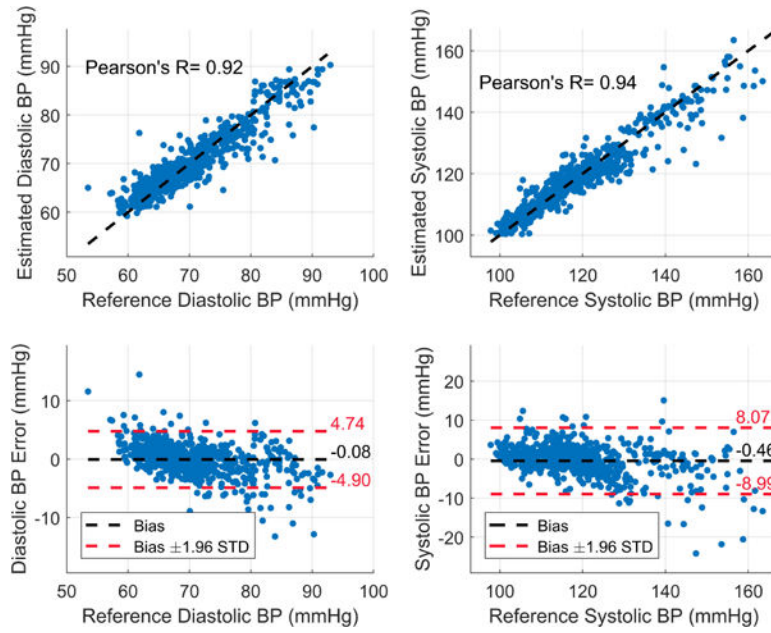 Estimated Diastolic BP (mmHg)
90
80
70
60
Pearson's R= 0.92
50 60 70 80 90 100
Reference Diastolic BP (mmHg)
Estimated Systolic BP (mmHg)
160
140
120
100
Pearson's R= 0.94
100 120 140 160
Reference Systolic BP (mmHg)
Diastolic BP Error (mmHg)
10
0
-10
4.74
-0.08
-4.90
Bias
Bias ±1.96 STD
50 60 70 80 90 100
Reference Diastolic BP (mmHg)
Systolic BP Error (mmHg)
20
10
0
-10
-20
8.07
-0.46
-8.99
Bias
Bias ±1.96 STD
100 120 140 160
Reference Systolic BP (mmHg)